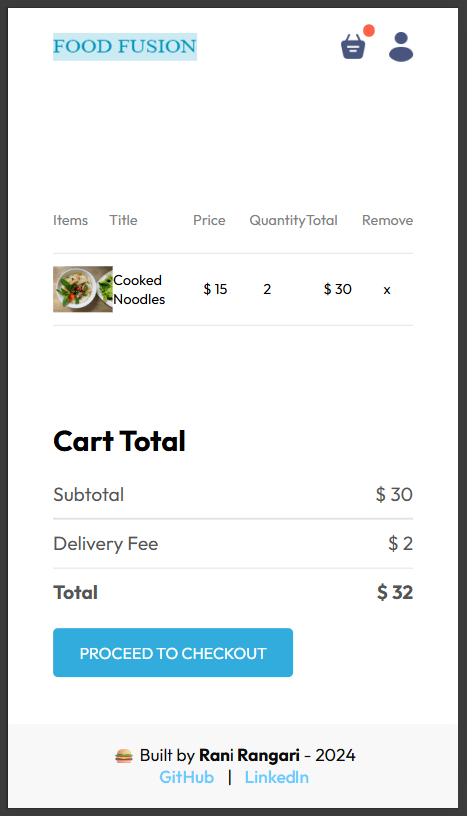 FOOD FUSION
Items Title Price Quantity Total Remove
Cooked
Noodles
$ 15 2 $ 30 x
Cart Total
Subtotal $ 30
Delivery Fee $ 2
Total $ 32
PROCEED TO CHECKOUT
🍔 Built by Rani Rangari - 2024
GitHub | LinkedIn